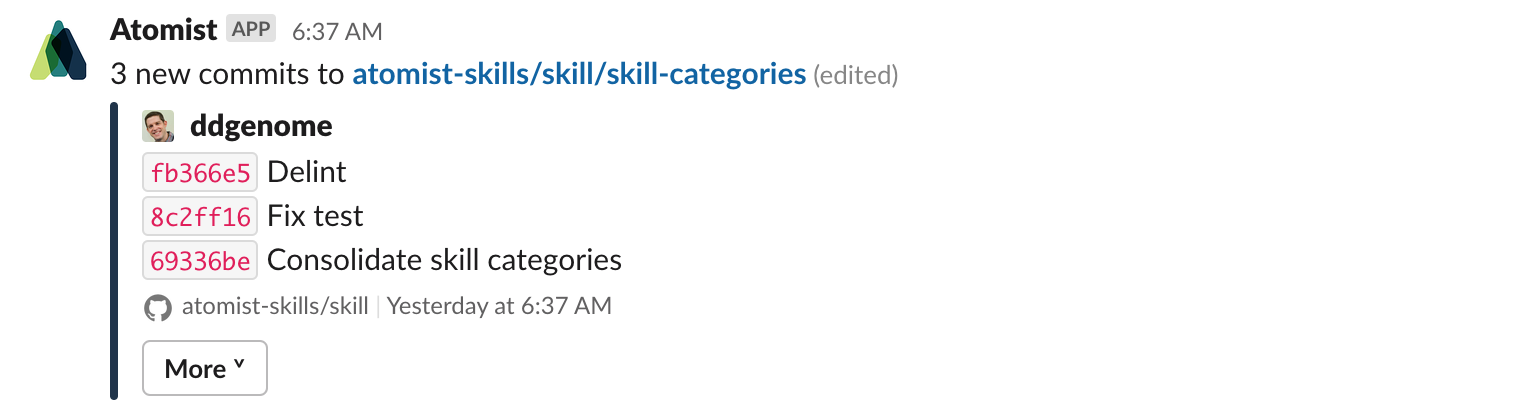 Atomist APP 6:37 AM
3 new commits to atomist-skills/skill/skill-categories (edited)
ddgenome
fb366e5 Delint
8c2ff16 Fix test
69336be Consolidate skill categories
atomist-skills/skill | Yesterday at 6:37 AM
More ˅